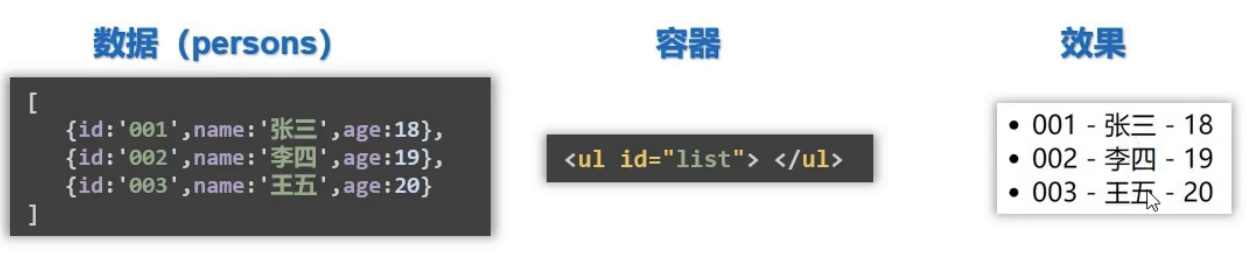 数据（persons）
[
{id:'001',name:'张三',age:18},
{id:'002',name:'李四',age:19},
{id:'003',name:'王五',age:20}
]
容器
<ul id="list"> </ul>
效果
• 001 - 张三 - 18
• 002 - 李四 - 19
• 003 - 王五 - 20